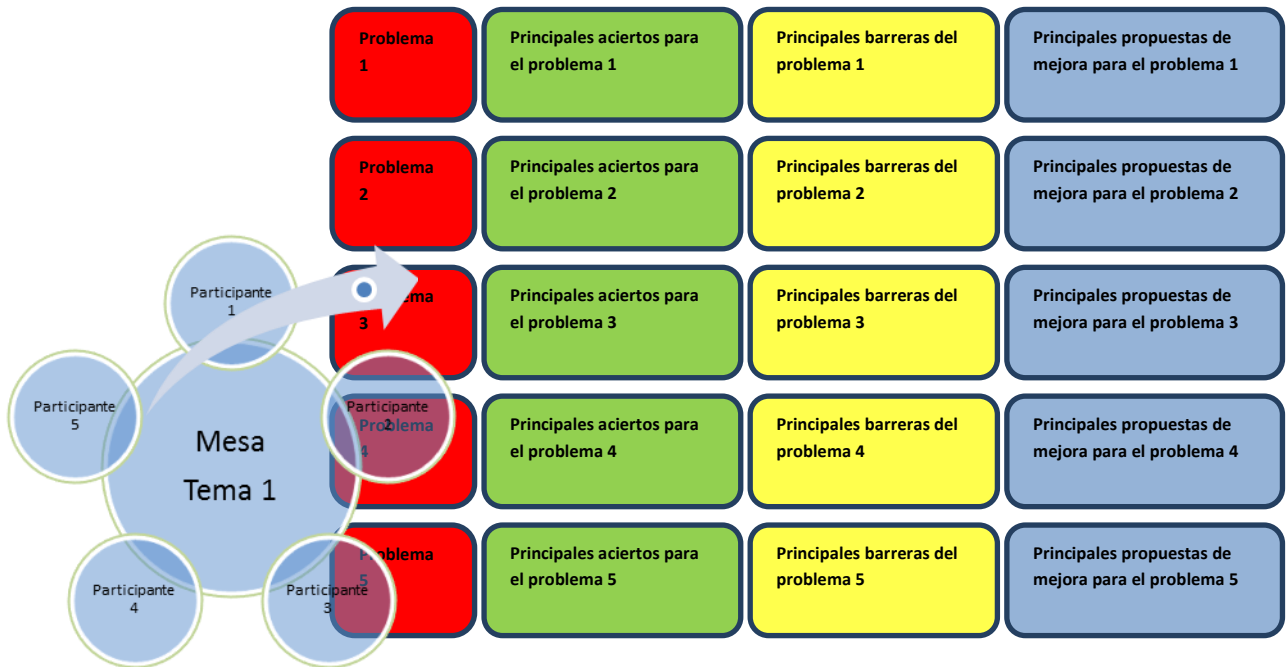 Problema
1
Principales aciertos para
el problema 1
Principales barreras del
problema 1
Principales propuestas de
mejora para el problema 1
Problema
2
Principales aciertos para
el problema 2
Principales barreras del
problema 2
Principales propuestas de
mejora para el problema 2
Problema
3
Principales aciertos para
el problema 3
Principales barreras del
problema 3
Principales propuestas de
mejora para el problema 3
Problema
4
Principales aciertos para
el problema 4
Principales barreras del
problema 4
Principales propuestas de
mejora para el problema 4
Problema
5
Principales aciertos para
el problema 5
Principales barreras del
problema 5
Principales propuestas de
mejora para el problema 5
Mesa
Tema 1
Participante
1
Participante
2
Participante
3
Participante
4
Participante
5